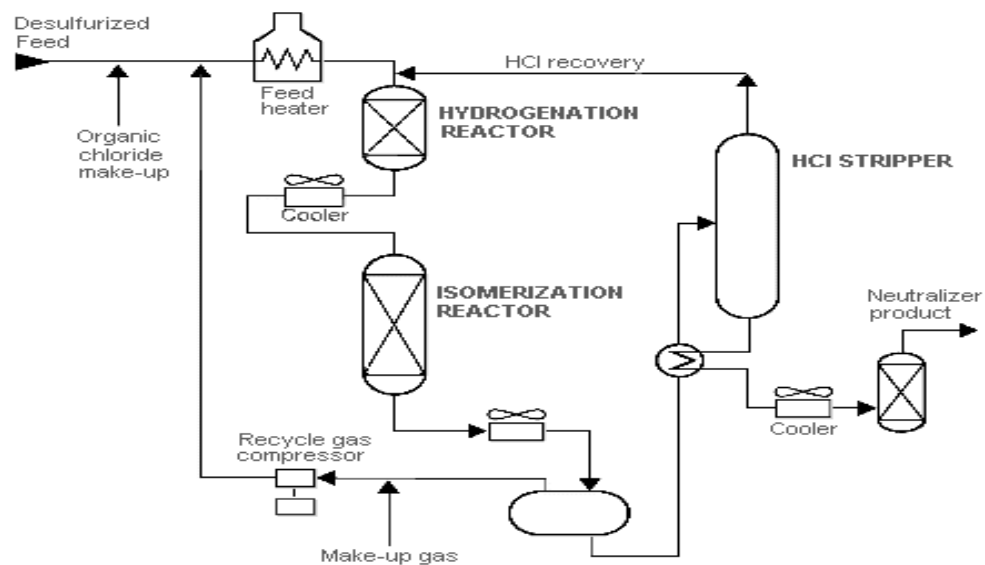 Desulfurized
Feed
Organic
chloride
make-up
Feed
heater
HCl recovery
HYDROGENATION
REACTOR
HCl STRIPPER
Cooler
ISOMERIZATION
REACTOR
Neutralizer
product
Cooler
Recycle gas
compressor
Make-up gas